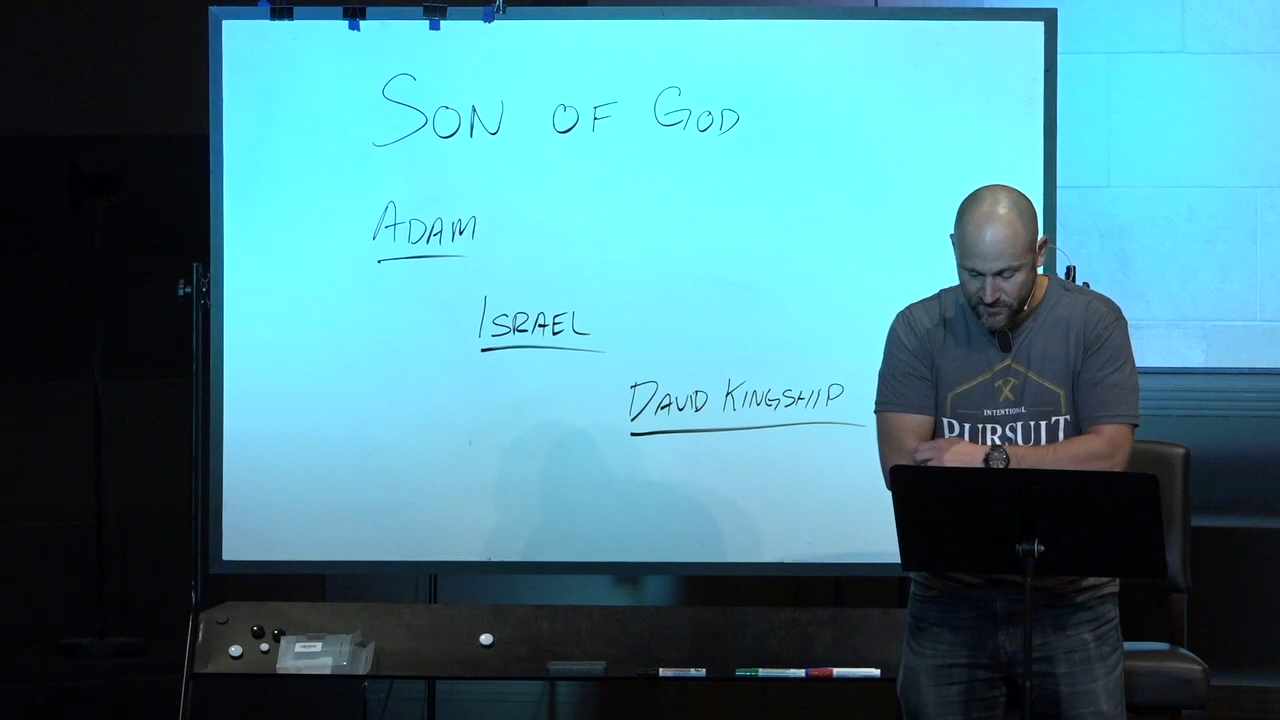 SON OF GOD
ADAM
ISRAEL
DAVID KINGSHIP
INTENTIONAL
PURSUIT